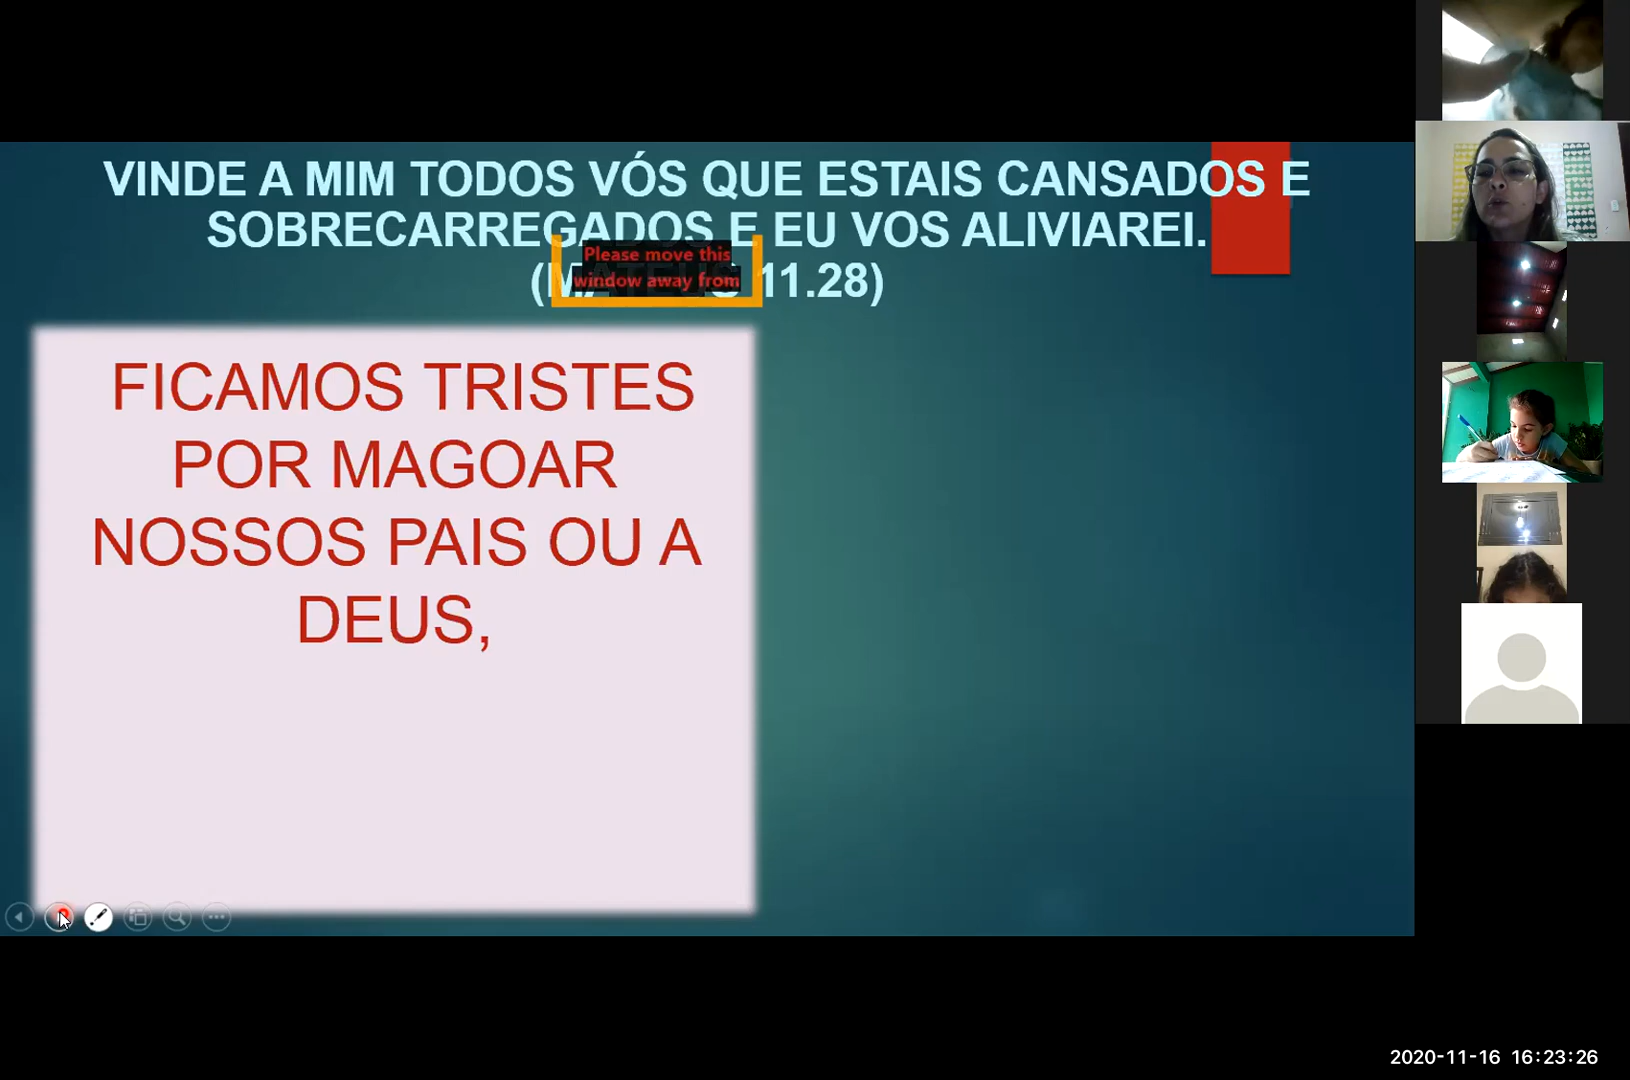 VINDE A MIM TODOS VÓS QUE ESTAIS CANSADOS E
SOBRECARREGADOS E EU VOS ALIVIAREI.
(MATEUS 11.28)
Please move this
window away from
FICAMOS TRISTES
POR MAGOAR
NOSSOS PAIS OU A
DEUS,
2020-11-16 16:23:26